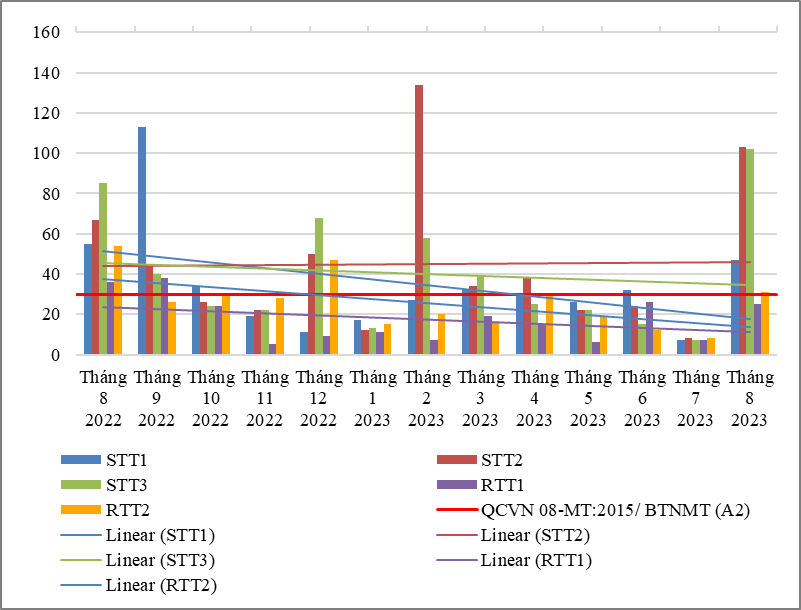 160
140
120
100
80
60
40
20
0
Tháng Tháng Tháng Tháng Tháng Tháng Tháng Tháng Tháng Tháng Tháng Tháng Tháng
8 9 10 11 12 1 2 3 4 5 6 7 8
2022 2022 2022 2022 2022 2023 2023 2023 2023 2023 2023 2023 2023
STT1 STT2
STT3 RTT1
RTT2 QCVN 08-MT:2015/ BTNMT (A2)
Linear (STT1) Linear (STT2)
Linear (STT3) Linear (RTT1)
Linear (RTT2)